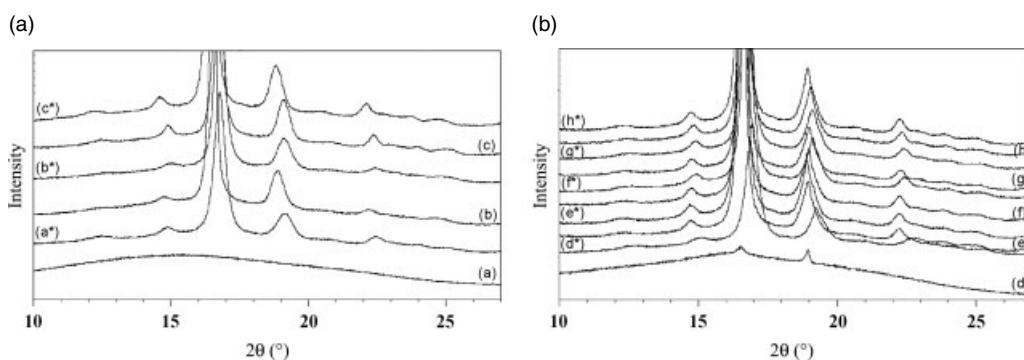 (a)
(b)
Intensity
(c*)
(c)
(b*)
(b)
(a*)
(a)
10 15 20 25
2θ (°)
Intensity
(h*)
(g*)
(g
(f*)
(f
(e*)
(e
(d*)
(d
10 15 20 25
2θ (°)